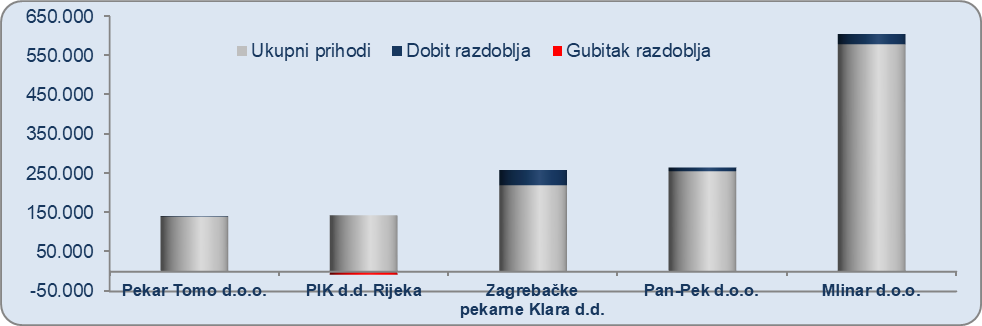 650.000
550.000
450.000
350.000
250.000
150.000
50.000
-50.000
Ukupni prihodi Dobit razdoblja Gubitak razdoblja
Pekar Tomo d.o.o. PIK d.d. Rijeka Zagrebačke Pan-Pek d.o.o. Mlinar d.o.o.
pekarne Klara d.d.